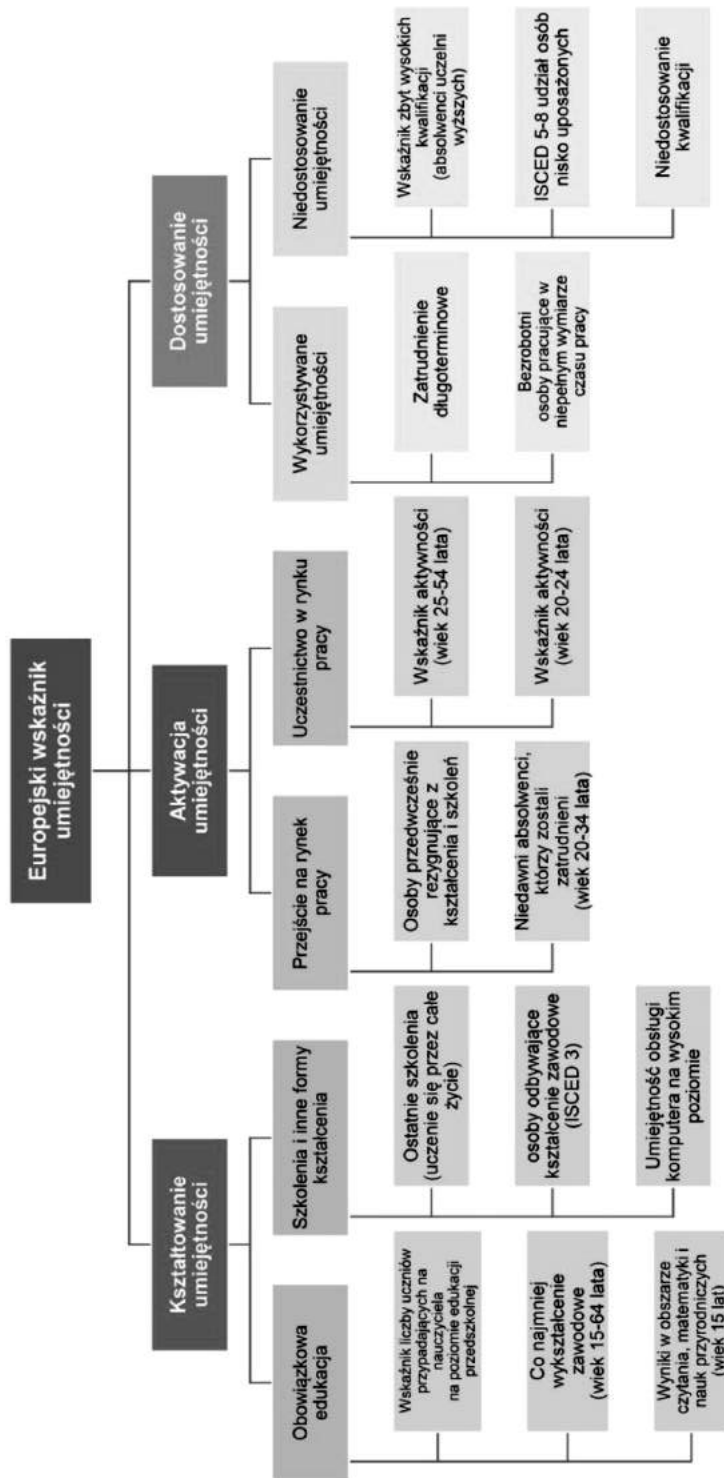 Europejski wskaźnik
umiejętności
Kształtowanie
umiejętności
Aktywacja
umiejętności
Dostosowanie
umiejętności
Obowiązkowa
edukacja
Szkolenia i inne formy
kształcenia
Przejście na rynek
pracy
Uczestnictwo w rynku
pracy
Wykorzystywane
umiejętności
Niedostosowanie
umiejętności
Wskaźnik liczby uczniów
przypadających na
nauczyciela
na poziomie edukacji
przedszkolnej
Co najmniej
wykształcenie
zawodowe
(wiek 15-64 lata)
Wyniki w obszarze
czytania, matematyki i
nauk przyrodniczych
(wiek 15 lat)
Ostatnie szkolenia
(uczenie się przez całe
życie)
osoby odbywające
kształcenie zawodowe
(ISCED 3)
Umiejętność obsługi
komputera na wysokim
poziomie
Osoby przedwcześnie
rezygnujące z
kształcenia i szkoleń
Niedawni absolwenci,
którzy zostali
zatrudnieni
(wiek 20-34 lata)
Wskaźnik aktywności
(wiek 25-54 lata)
Wskaźnik aktywności
(wiek 20-24 lata)
Zatrudnienie
długoterminowe
Bezrobotni
osoby pracujące w
niepełnym wymiarze
czasu pracy
Wskaźnik zbyt wysokich
kwalifikacji
(absolwenci uczelni
wyższych)
ISCED 5-8 udział osób
nisko uposażonych
Niedostosowanie
kwalifikacji